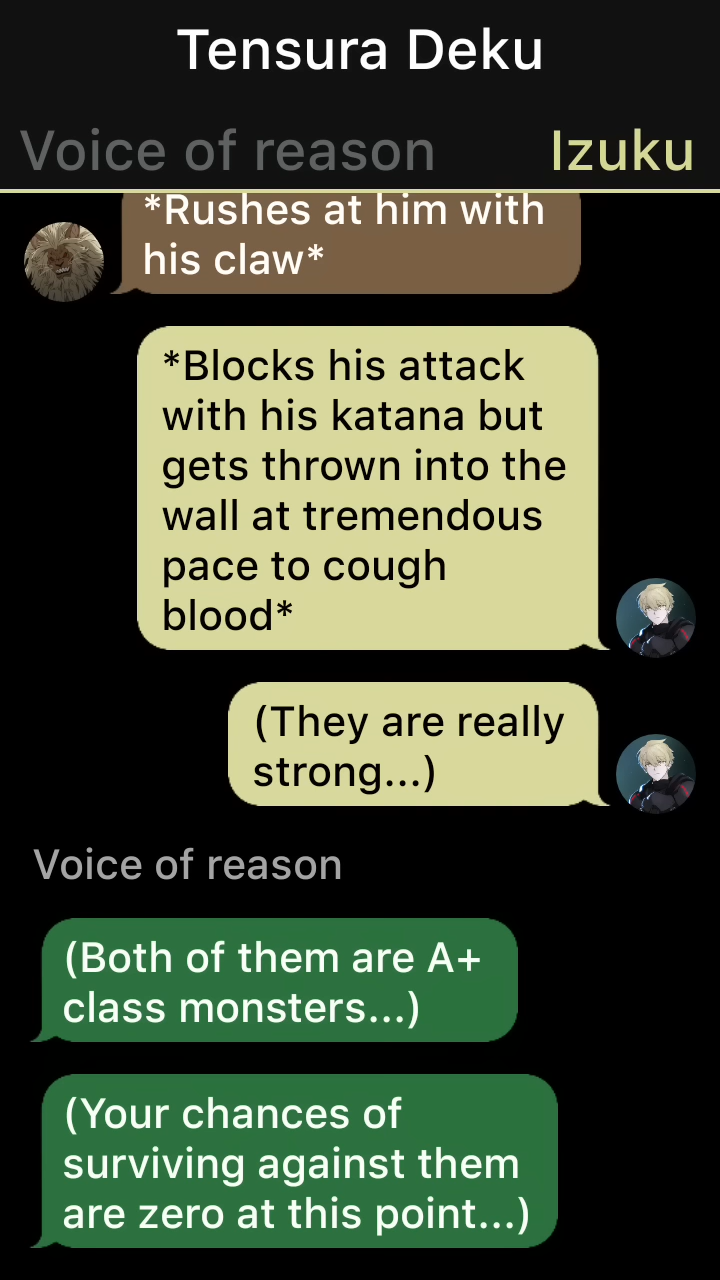 Tensura Deku
Voice of reason
Izuku
*Rushes at him with
his claw*
*Blocks his attack
with his katana but
gets thrown into the
wall at tremendous
pace to cough
blood*
(They are really
strong...)
Voice of reason
(Both of them are A+
class monsters...)
(Your chances of
surviving against them
are zero at this point...)